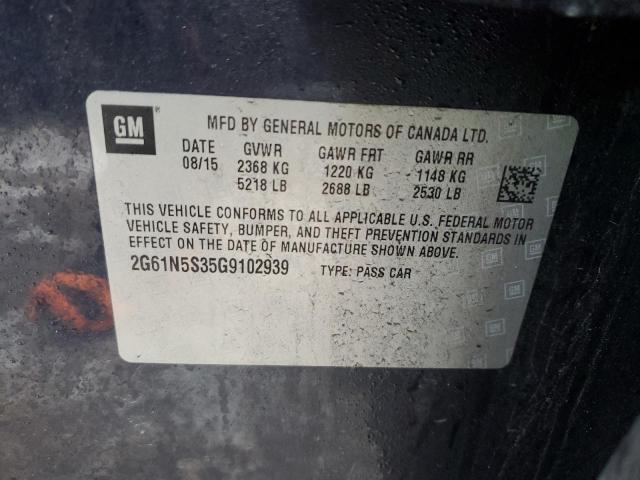 GM
MFD BY GENERAL MOTORS OF CANADA LTD.
DATE GVWR GAWR FRT GAWR RR
08/15 2368 KG 1220 KG 1148 KG
5218 LB 2688 LB 2530 LB
THIS VEHICLE CONFORMS TO ALL APPLICABLE U.S. FEDERAL MOTOR
VEHICLE SAFETY, BUMPER, AND THEFT PREVENTION STANDARDS IN
EFFECT ON THE DATE OF MANUFACTURE SHOWN ABOVE.
2G61N5S35G9102939 TYPE: PASS CAR